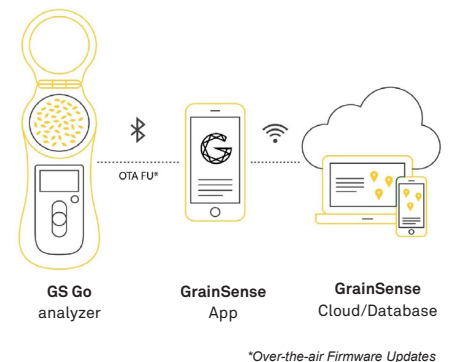 OTA FU*
GS Go
analyzer
GrainSense
App
GrainSense
Cloud/Database
*Over-the-air Firmware Updates